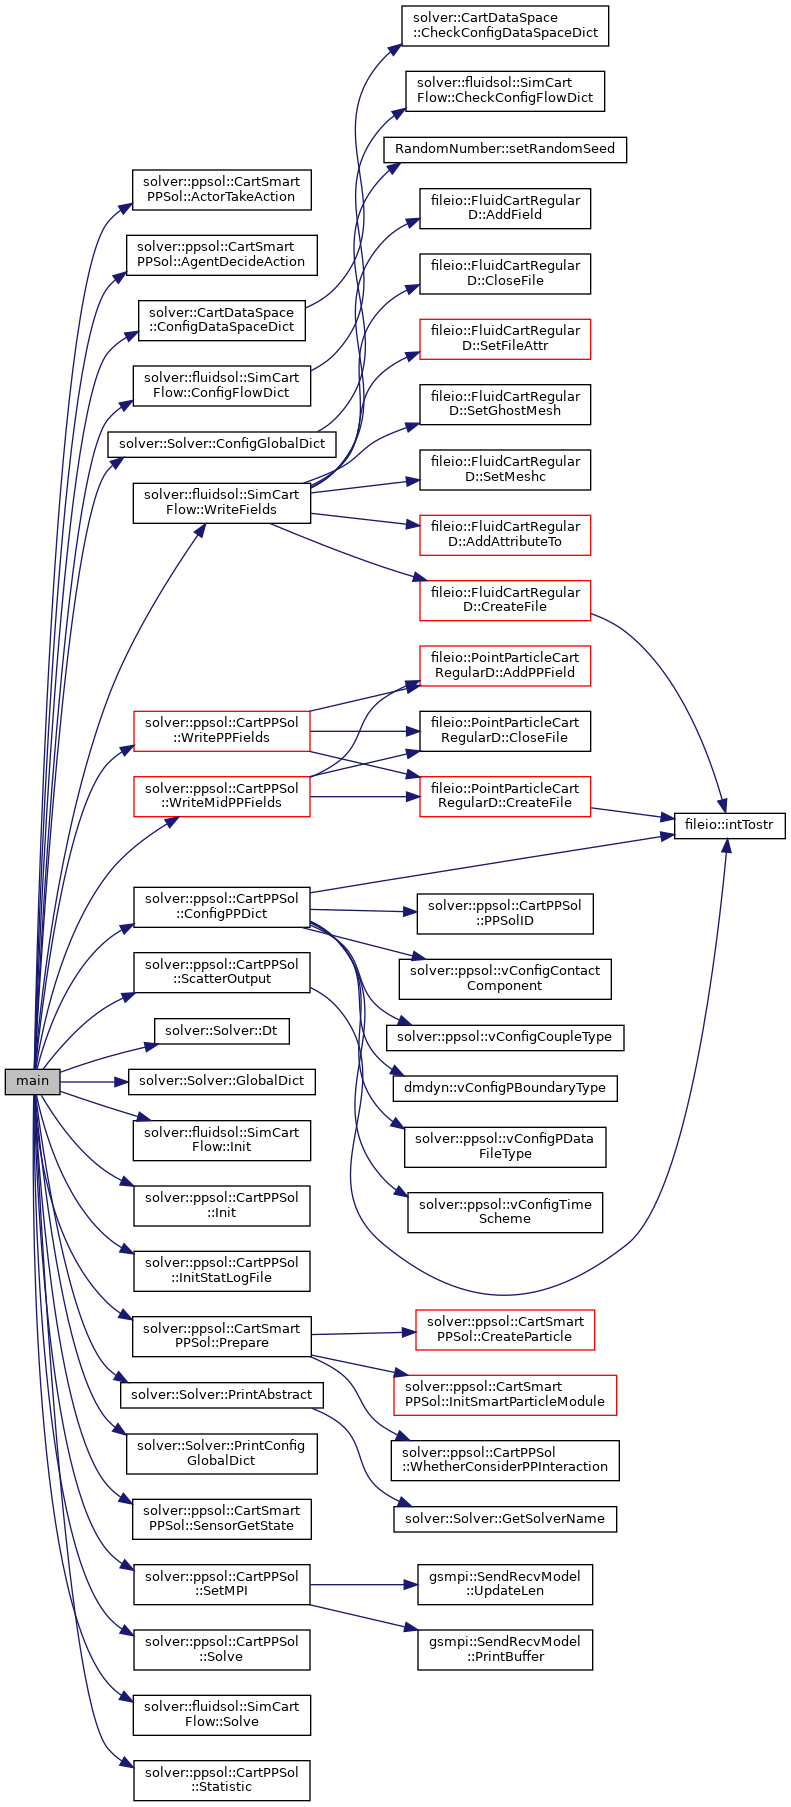 solver::CartDataSpace
::CheckConfigDataSpaceDict
solver::fluidsol::SimCart
Flow::CheckConfigFlowDict
RandomNumber::setRandomSeed
solver::ppsol::CartSmart
PPSol::ActorTakeAction
fileio::FluidCartRegular
D::AddField
solver::ppsol::CartSmart
PPSol::AgentDecideAction
fileio::FluidCartRegular
D::CloseFile
solver::CartDataSpace
::ConfigDataSpaceDict
fileio::FluidCartRegular
D::SetFileAttr
solver::fluidsol::SimCart
Flow::ConfigFlowDict
fileio::FluidCartRegular
D::SetGhostMesh
solver::Solver::ConfigGlobalDict
fileio::FluidCartRegular
D::SetMeshc
solver::fluidsol::SimCart
Flow::WriteFields
fileio::FluidCartRegular
D::AddAttributeTo
fileio::FluidCartRegular
D::CreateFile
fileio::PointParticleCart
RegularD::AddPPField
solver::ppsol::CartPPSol
::WritePPFields
fileio::PointParticleCart
RegularD::CloseFile
solver::ppsol::CartPPSol
::WriteMidPPFields
fileio::PointParticleCart
RegularD::CreateFile
fileio::intTostr
solver::ppsol::CartPPSol
::ConfigPPDict
solver::ppsol::CartPPSol
::PPSolID
solver::ppsol::CartPPSol
::ScatterOutput
solver::ppsol::vConfigContact
Component
solver::Solver::Dt
solver::ppsol::vConfigCoupleType
main
solver::Solver::GlobalDict
dmdyn::vConfigPBoundaryType
solver::fluidsol::SimCart
Flow::Init
solver::ppsol::vConfigPData
FileType
solver::ppsol::CartPPSol
::Init
solver::ppsol::vConfigTime
Scheme
solver::ppsol::CartPPSol
::InitStatLogFile
solver::ppsol::CartSmart
PPSol::Prepare
solver::ppsol::CartSmart
PPSol::CreateParticle
solver::Solver::PrintAbstract
solver::ppsol::CartSmart
PPSol::InitSmartParticleModule
solver::Solver::PrintConfig
GlobalDict
solver::ppsol::CartPPSol
::WhetherConsiderPPInteraction
solver::ppsol::CartSmart
PPSol::SensorGetState
solver::Solver::GetSolverName
solver::ppsol::CartPPSol
::SetMPI
gsmpi::SendRecvModel
::UpdateLen
solver::ppsol::CartPPSol
::Solve
gsmpi::SendRecvModel
::PrintBuffer
solver::fluidsol::SimCart
Flow::Solve
solver::ppsol::CartPPSol
::Statistic